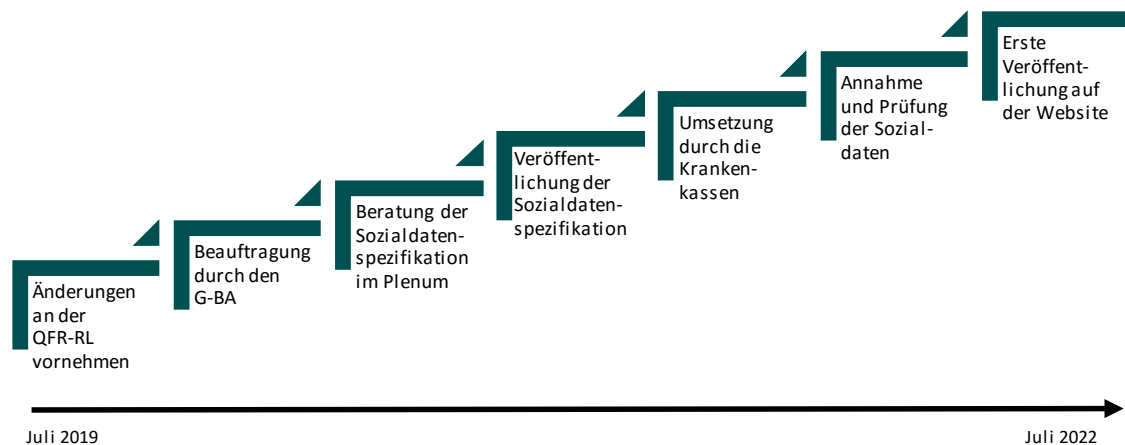 Änderungen
an der
QFR-RL
vornehmen
Beauftragung
durch den
G-BA
Beratung der
Sozialdaten-
spezifikation
im Plenum
Veröffent-
lichung der
Sozialdaten-
spezifikation
Umsetzung
durch die
Kranken-
kassen
Annahme
und Prüfung
der Sozial-
daten
Erste
Veröffent-
lichung auf
der Website
Juli 2019
Juli 2022